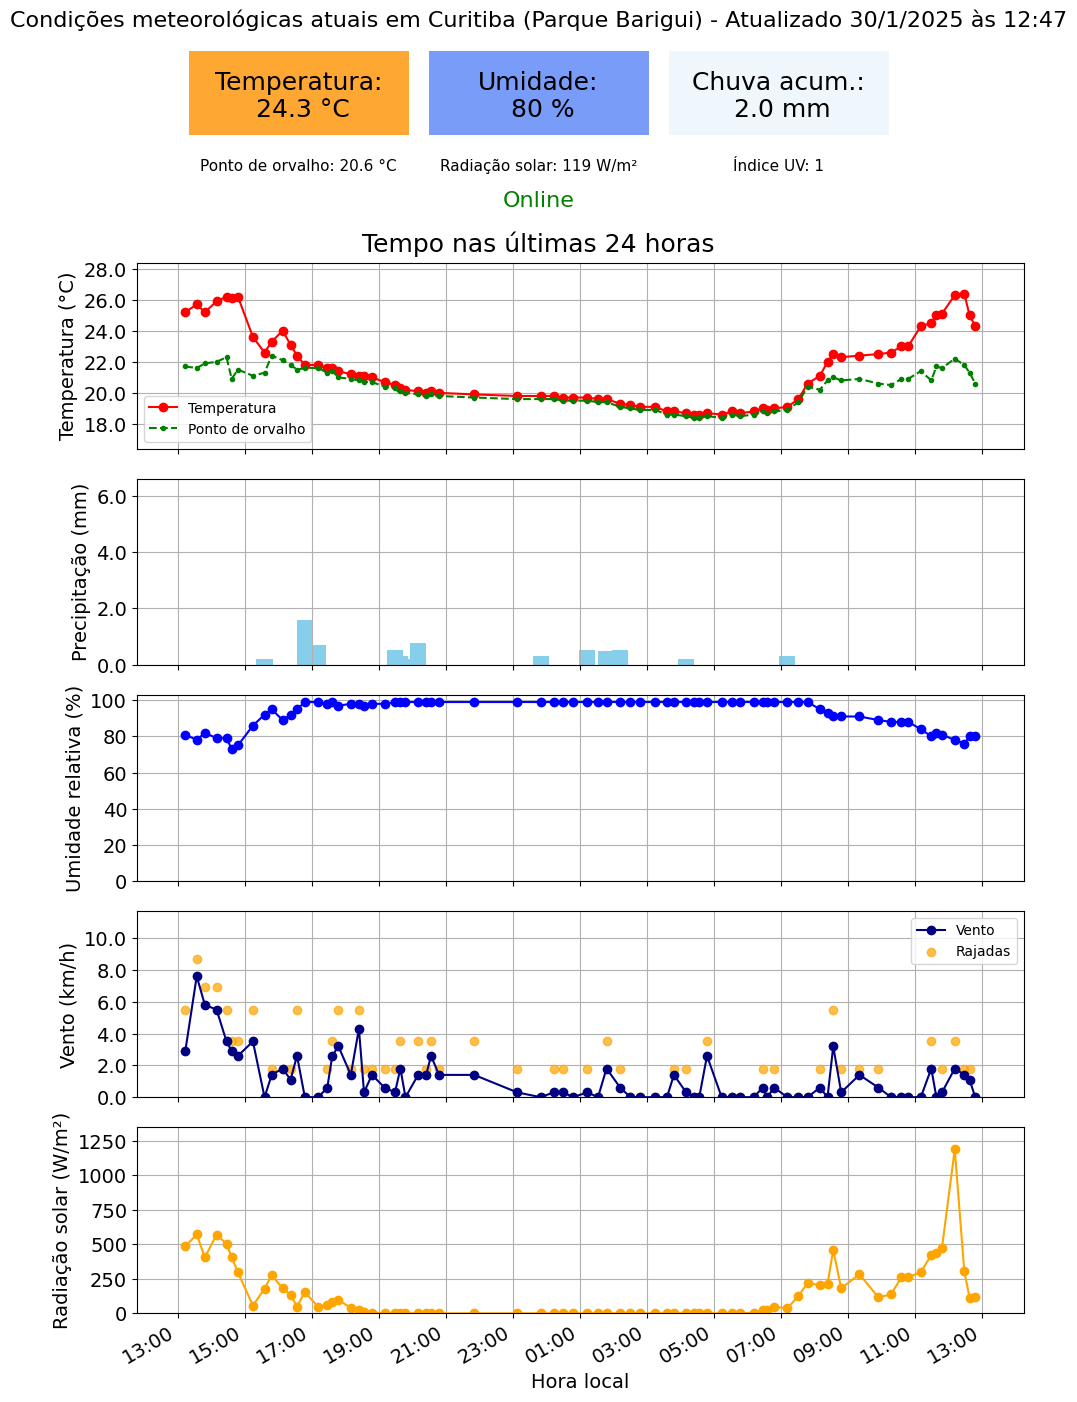 Condições meteorológicas atuais em Curitiba (Parque Barigui) - Atualizado 30/1/2025 às 12:47
Temperatura:
24.3 °C
Umidade:
80 %
Chuva acum.:
2.0 mm
Ponto de orvalho: 20.6 °C
Radiação solar: 119 W/m²
Índice UV: 1
Online
Tempo nas últimas 24 horas
Temperatura (°C)
28.0
26.0
24.0
22.0
20.0
18.0
Temperatura
Ponto de orvalho
Precipitação (mm)
6.0
4.0
2.0
0.0
Umidade relativa (%)
100
80
60
40
20
0
Vento (km/h)
10.0
8.0
6.0
4.0
2.0
0.0
Vento
Rajadas
Radiação solar (W/m²)
1250
1000
750
500
250
0
13:00
15:00
17:00
19:00
21:00
23:00
01:00
03:00
05:00
07:00
09:00
11:00
13:00
Hora local